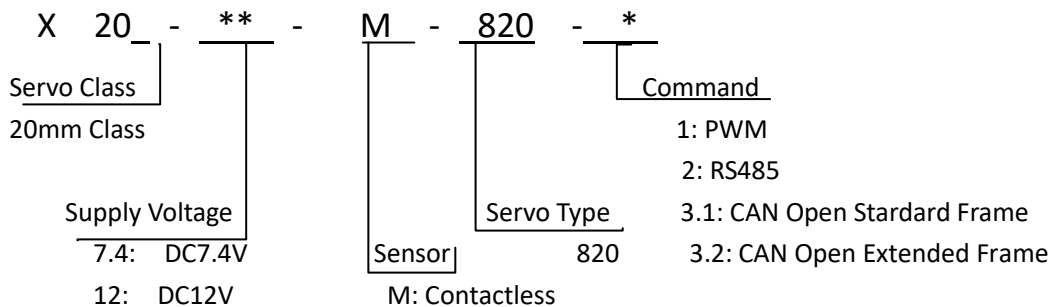 X 20_ - ** - M - 820 - *
Servo Class Command
20mm Class 1: PWM
2: RS485
Supply Voltage Servo Type 3.1: CAN Open Stardard Frame
7.4: DC7.4V Sensor 820 3.2: CAN Open Extended Frame
12: DC12V M: Contactless